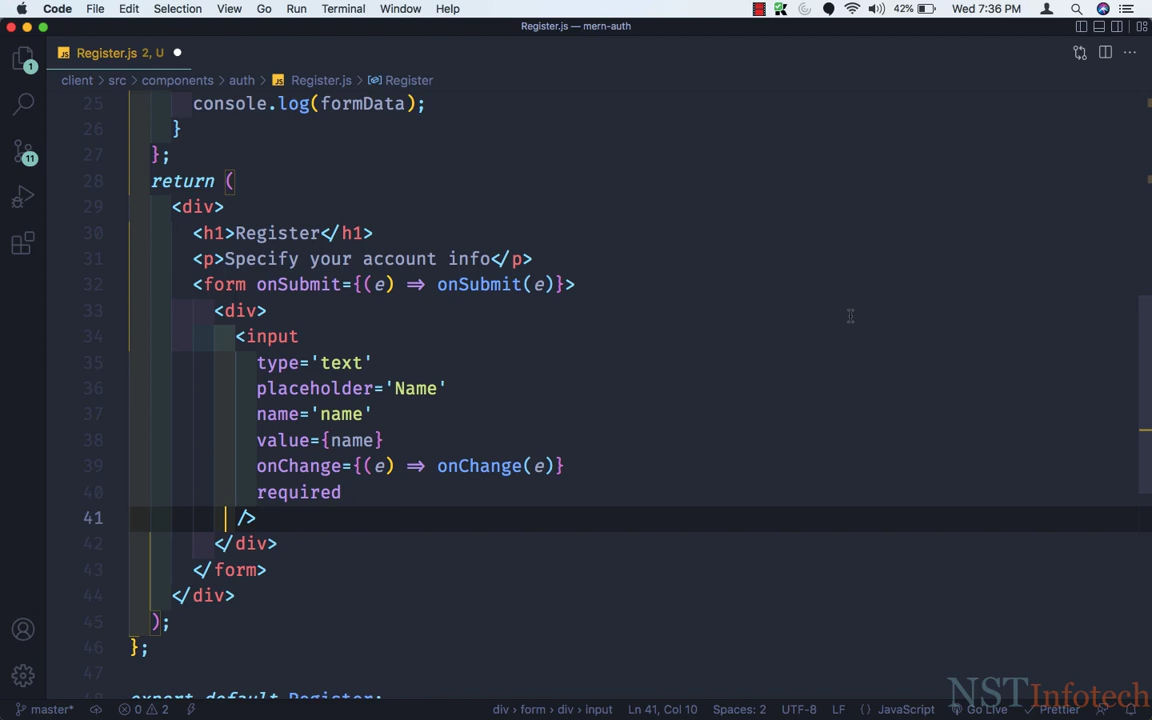 Code File Edit Selection View Go Run Terminal Window Help 42% Wed 7:36 PM
Register.js — mern-auth
1
JS Register.js 2, U
client > src > components > auth > JS Register.js > Register
25 console.log(formData);
26 }
27 };
28 return (
29 <div>
30 <h1>Register</h1>
31 <p>Specify your account info</p>
32 <form onSubmit={(e) => onSubmit(e)}>
33 <div>
34 <input
35 type='text'
36 placeholder='Name'
37 name='name'
38 value={name}
39 onChange={(e) => onChange(e)}
40 required
41 />
42 </div>
43 </form>
44 </div>
45 );
46 };
47
48 export default Register;
11
NSTInfotech
master* 0 2 div > form > div > input Ln 41, Col 10 Spaces: 2 UTF-8 LF {} JavaScript Go Live Prettier